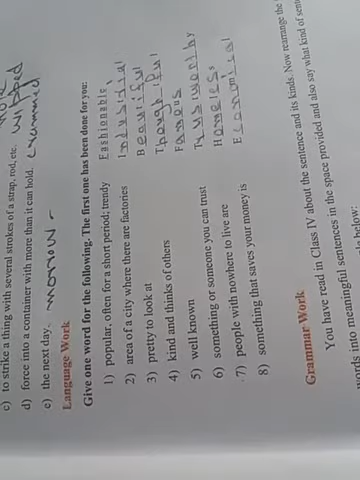 c) to strike a thing with several strokes of a strap, rod, etc. whipped
d) force into a container with more than it can hold. crammed
e) the next day. morrow
Language Work
Give one word for the following. The first one has been done for you:
1) popular, often for a short period; trendy Fashionable
2) area of a city where there are factories Industrial
3) pretty to look at Beautiful
4) kind and thinks of others Though tful
5) well known Famous
6) something or someone you can trust Trustworthy
7) people with nowhere to live are Homeless
8) something that saves your money is Economical
Grammar Work
You have read in Class IV about the sentence and its kinds. Now rearrange the
words into meaningful sentences in the space provided and also say what kind of
below: